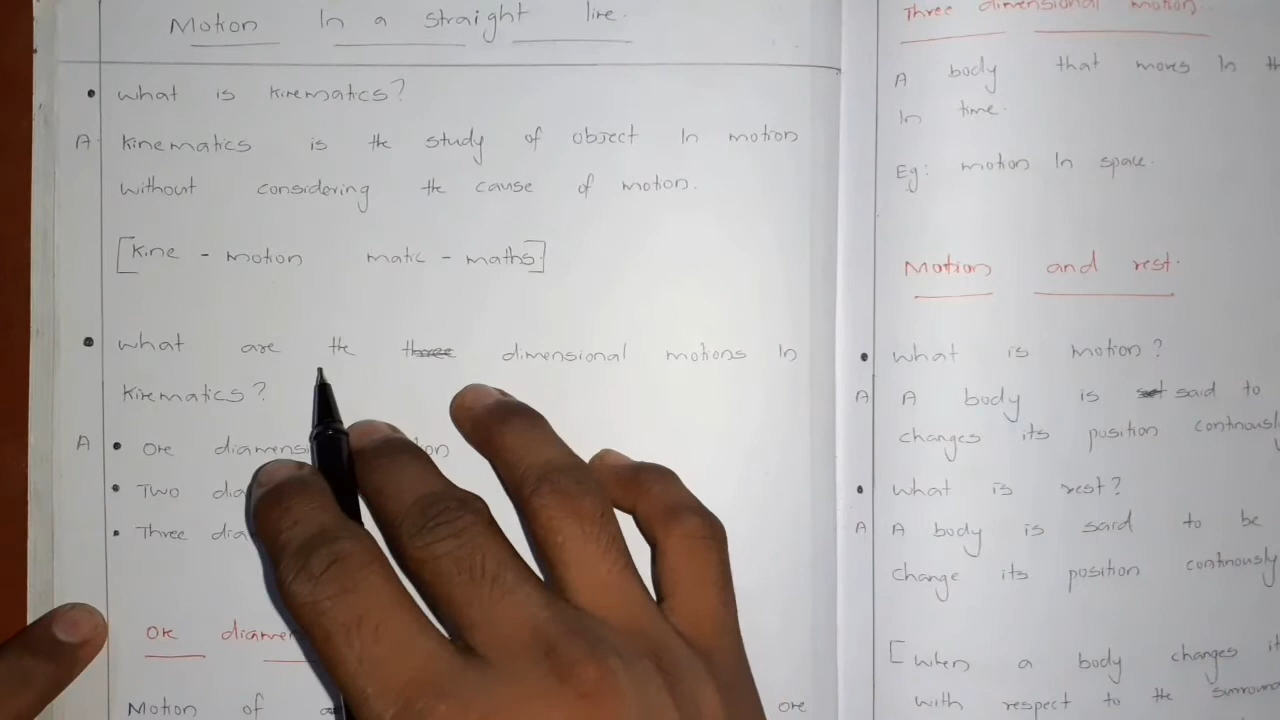 Motion In a straight line.
• What is kinematics?
A. Kinematics is the study of object In motion
without considering the cause of motion.
[Kine - motion matic - maths]
• What are the three dimensional motions In
Kinematics?
A • One
• Two
• Three
One
Motion of
Three dimensional motion.
A body that moves In
In time.
Eg: motion In space.
Motion and rest.
• What is motion?
A A body is set said to
changes its position
• What is rest?
A A body is said to be
change its position continously
[When a body changes
with respect to the